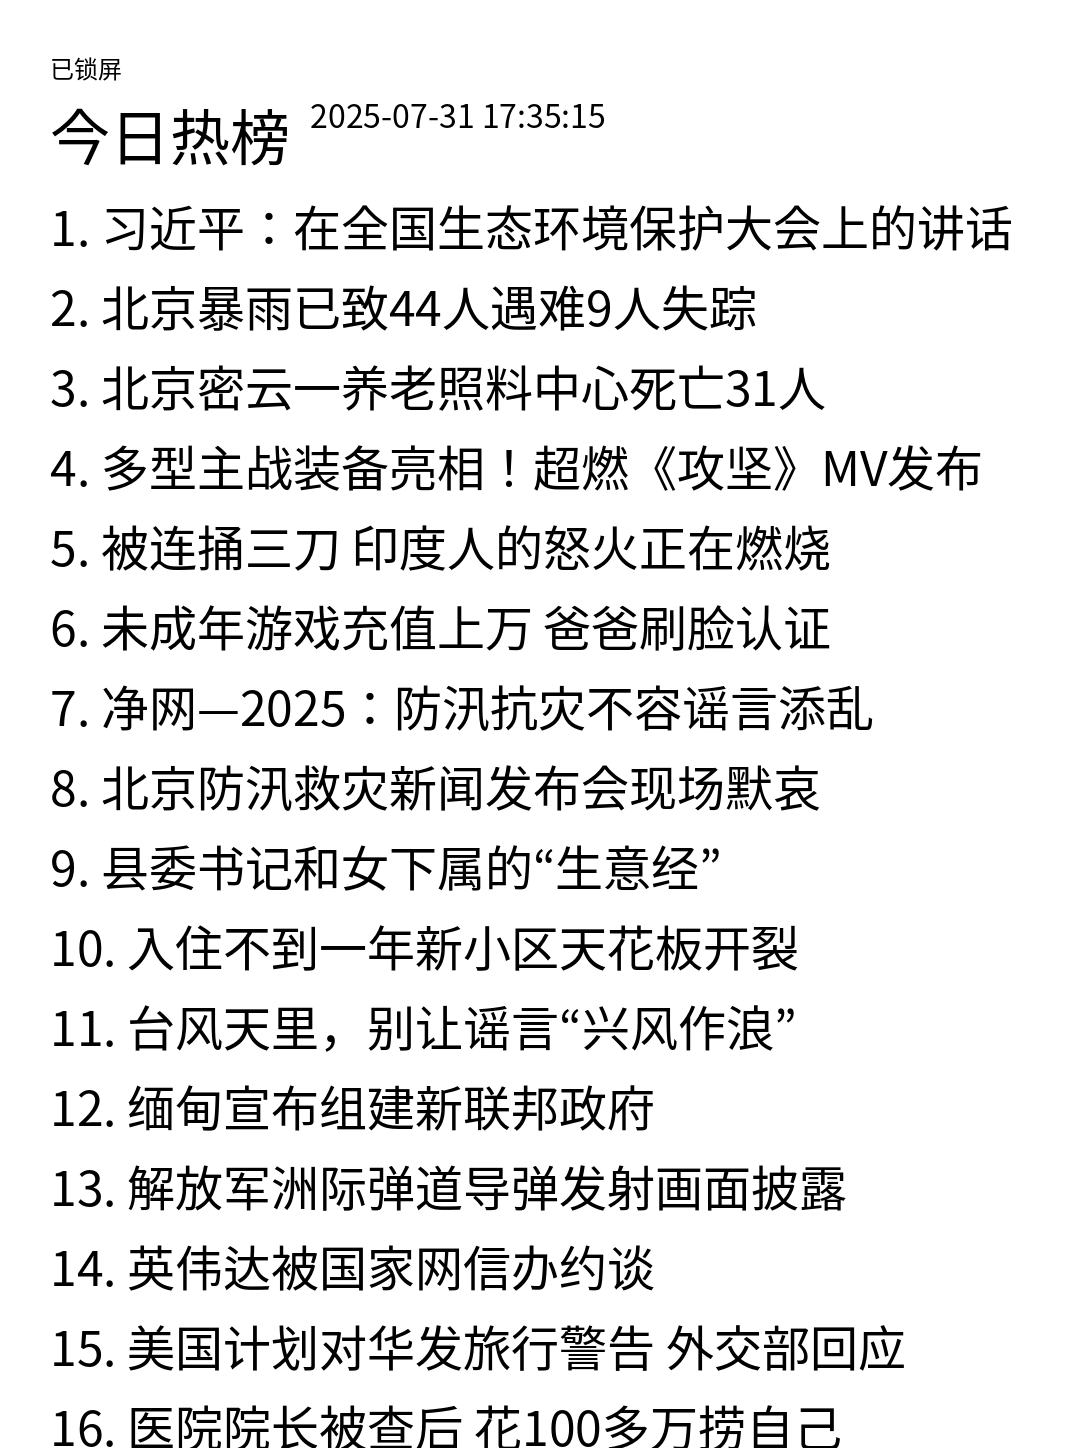 已锁屏
今日热榜 2025-07-31 17:35:15
1. 习近平：在全国生态环境保护大会上的讲话
2. 北京暴雨已致44人遇难9人失踪
3. 北京密云一养老照料中心死亡31人
4. 多型主战装备亮相！超燃《攻坚》MV发布
5. 被连捅三刀 印度人的怒火正在燃烧
6. 未成年游戏充值上万 爸爸刷脸认证
7. 净网—2025：防汛抗灾不容谣言添乱
8. 北京防汛救灾新闻发布会现场默哀
9. 县委书记和女下属的“生意经”
10. 入住不到一年新小区天花板开裂
11. 台风天里，别让谣言“兴风作浪”
12. 缅甸宣布组建新联邦政府
13. 解放军洲际弹道导弹发射画面披露
14. 英伟达被国家网信办约谈
15. 美国计划对华发旅行警告 外交部回应
16. 医院院长被查后 花100多万捞自己